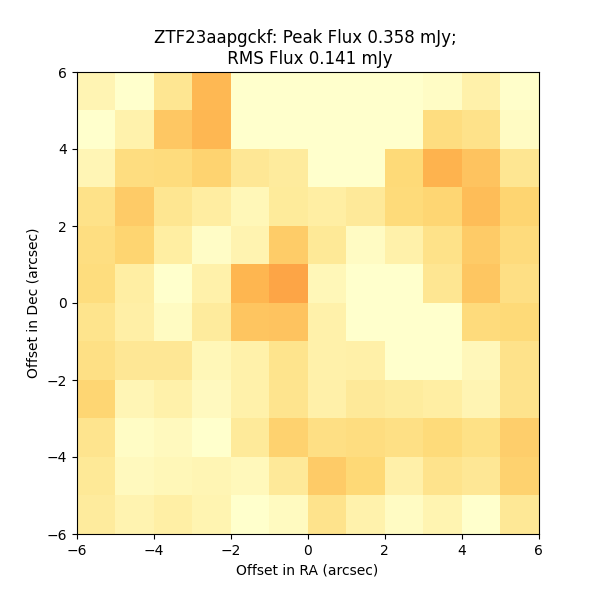 ZTF23aapgckf: Peak Flux 0.358 mJy;
RMS Flux 0.141 mJy
6
4
2
0
−2
−4
−6
Offset in Dec (arcsec)
−6 −4 −2 0 2 4 6
Offset in RA (arcsec)